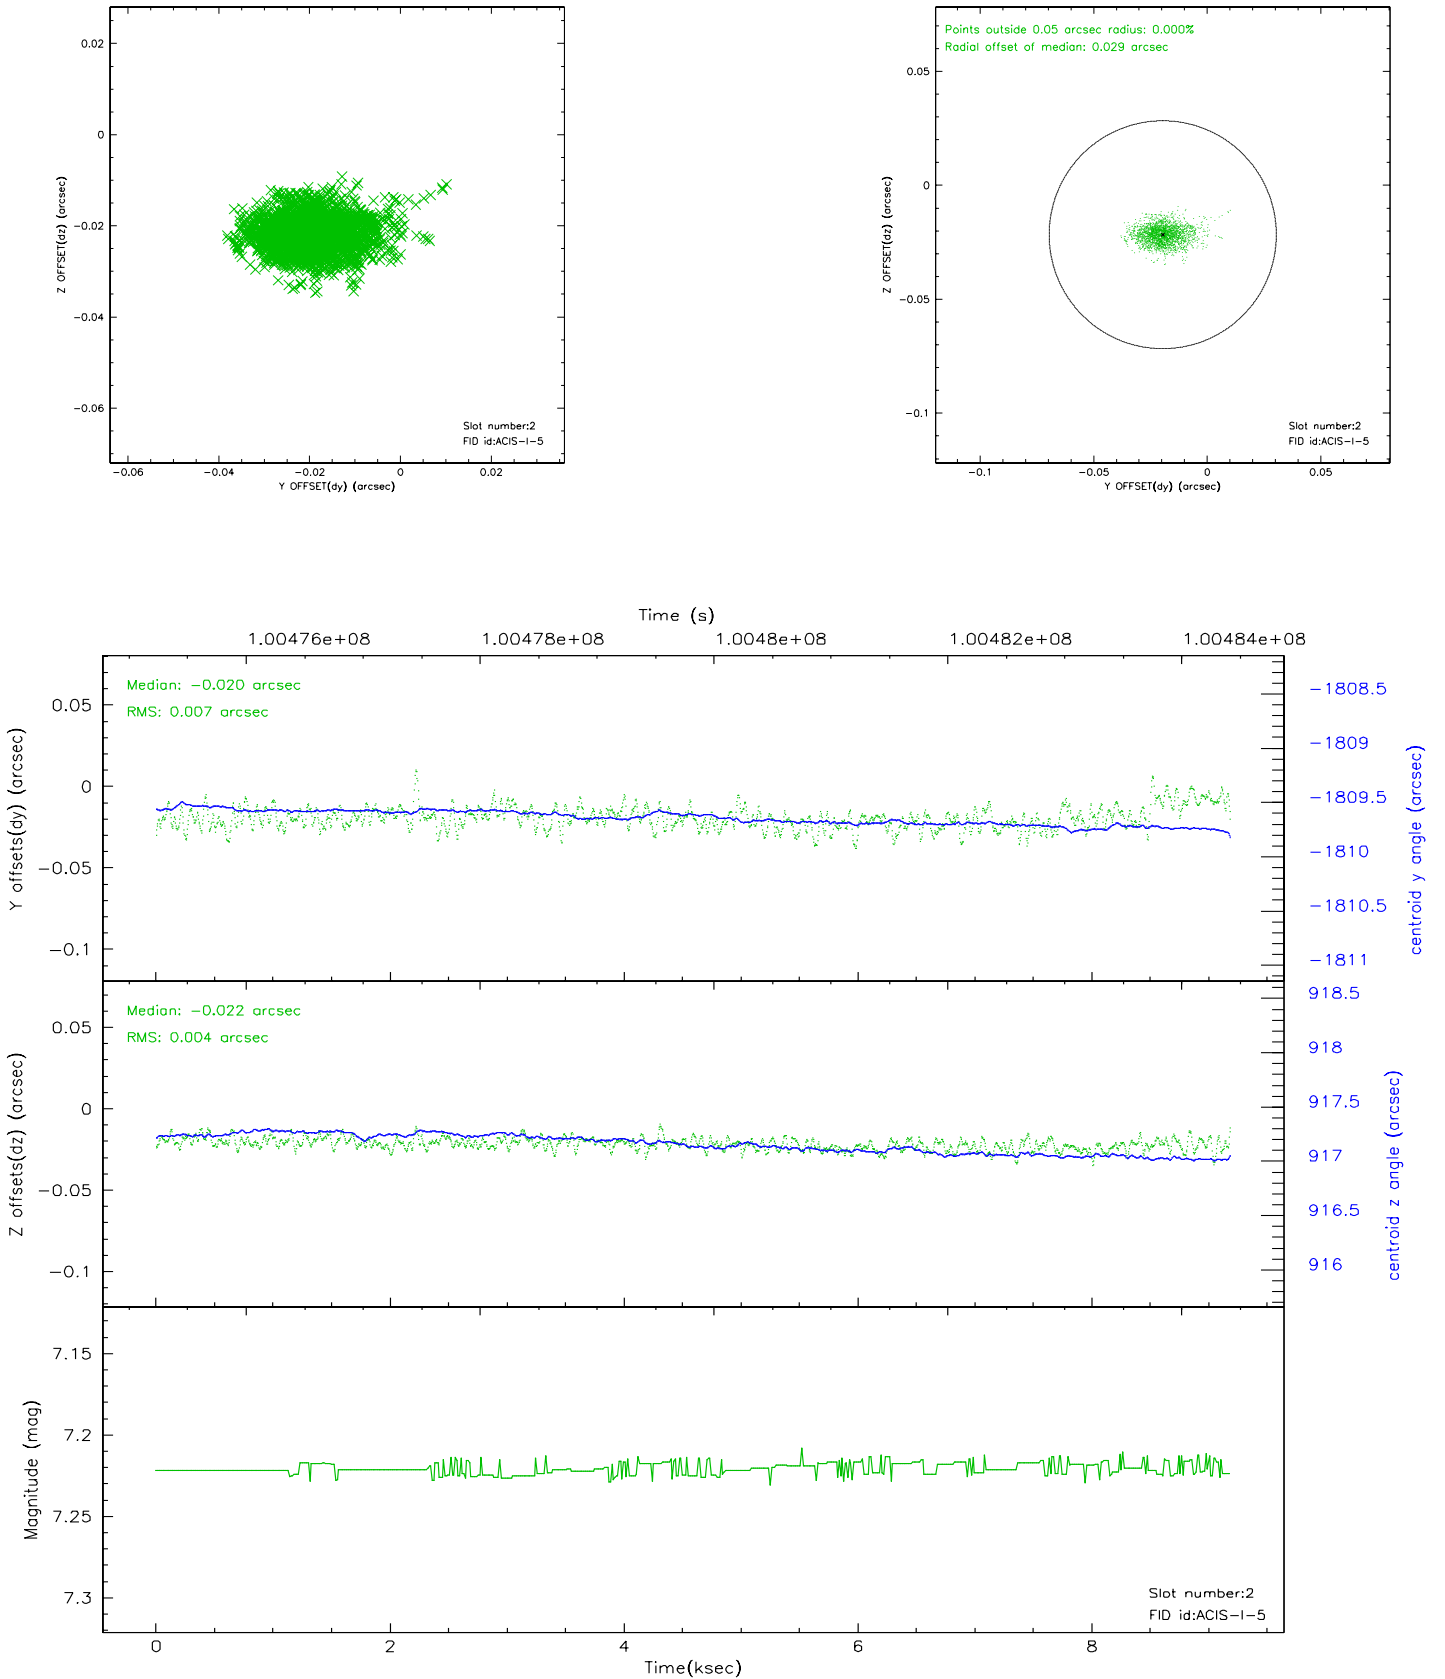 0.02
0
-0.02
-0.04
-0.06
Z OFFSET(dz) (arcsec)
Slot number:2
FID id:ACIS-I-5
-0.06 -0.04 -0.02 0 0.02
Y OFFSET(dy) (arcsec)
Points outside 0.05 arcsec radius: 0.000%
Radial offset of median: 0.029 arcsec
0.05
0
-0.05
-0.1
Z OFFSET(dz) (arcsec)
Slot number:2
FID id:ACIS-I-5
-0.1 -0.05 0 0.05
Y OFFSET(dy) (arcsec)
Time (s)
1.00476e+08 1.00478e+08 1.0048e+08 1.00482e+08 1.00484e+08
Median: -0.020 arcsec
RMS: 0.007 arcsec
0.05
0
-0.05
-0.1
Y offsets(dy) (arcsec)
-1808.5
-1809
-1809.5
-1810
-1810.5
-1811
centroid y angle (arcsec)
Median: -0.022 arcsec
RMS: 0.004 arcsec
0.05
0
-0.05
-0.1
Z offsets(dz) (arcsec)
918.5
918
917.5
917
916.5
916
centroid z angle (arcsec)
7.15
7.2
7.25
7.3
Magnitude (mag)
Slot number:2
FID id:ACIS-I-5
0 2 4 6 8
Time(ksec)